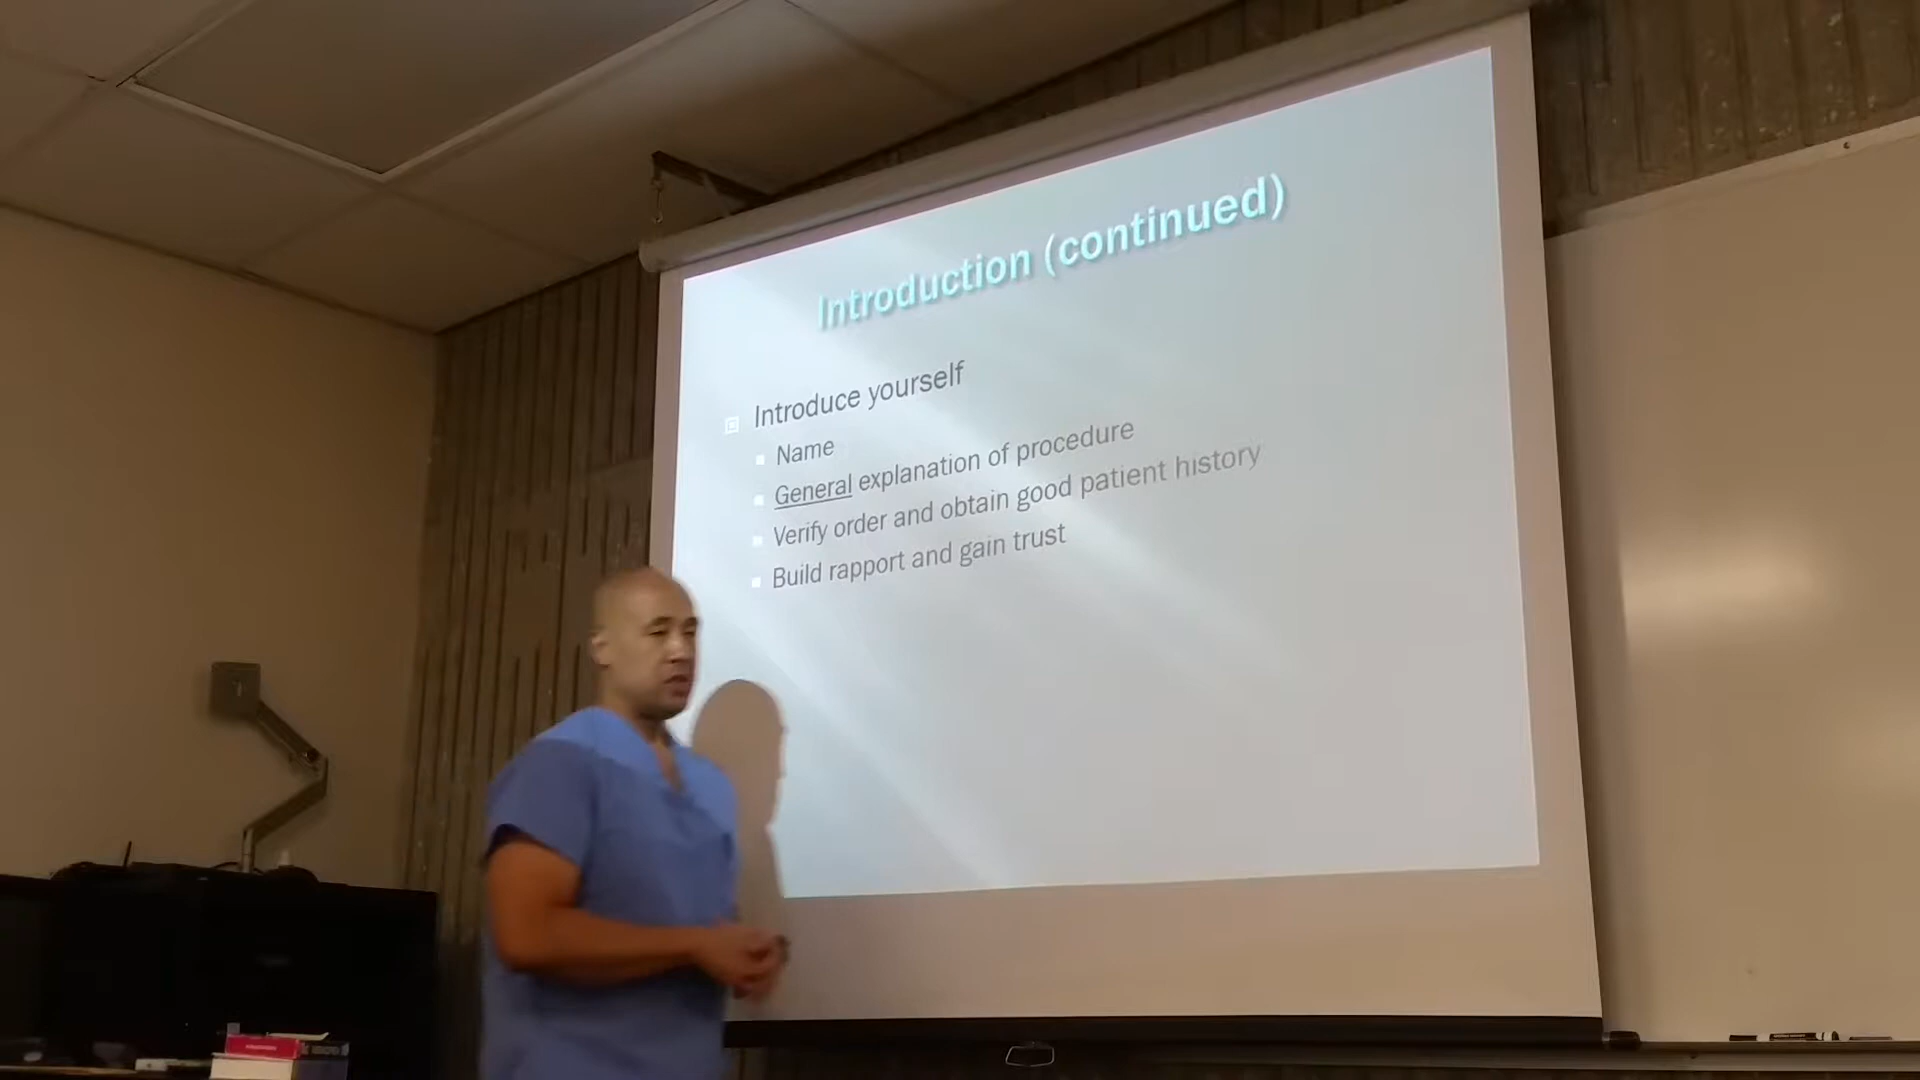 Introduction (continued)
Introduce yourself
Name
General explanation of procedure
Verify order and obtain good patient history
Build rapport and gain trust